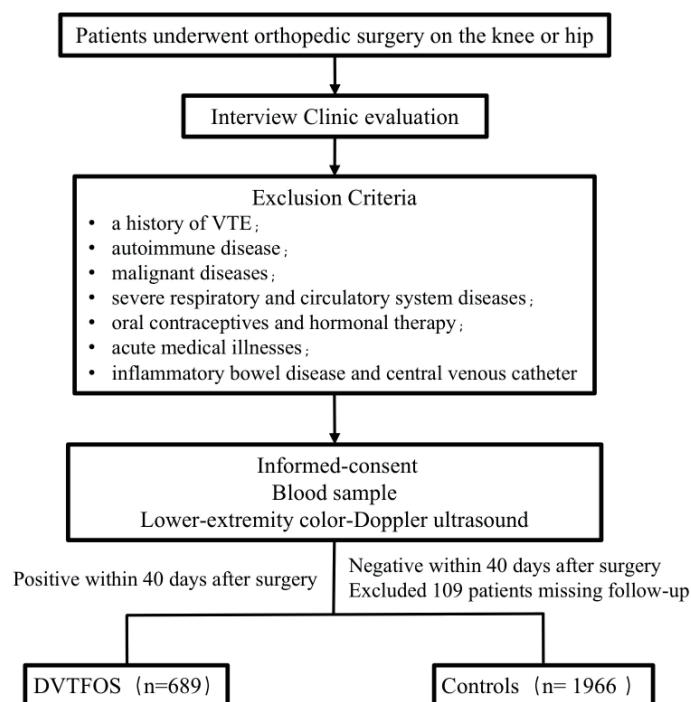 Patients underwent orthopedic surgery on the knee or hip
Interview Clinic evaluation
Exclusion Criteria
• a history of VTE;
• autoimmune disease;
• malignant diseases;
• severe respiratory and circulatory system diseases;
• oral contraceptives and hormonal therapy;
• acute medical illnesses;
• inflammatory bowel disease and central venous catheter
Informed-consent
Blood sample
Lower-extremity color-Doppler ultrasound
Positive within 40 days after surgery
Negative within 40 days after surgery
Excluded 109 patients missing follow-up
DVTFOS（n=689）
Controls（n= 1966）